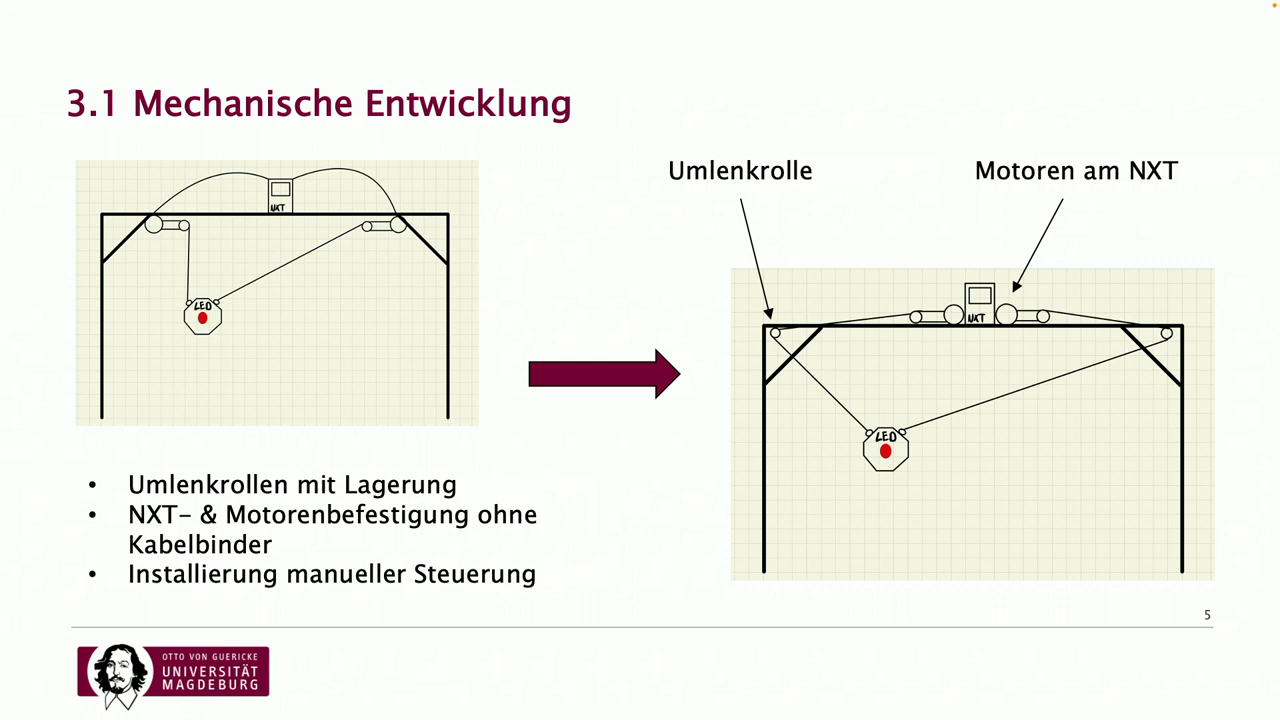 3.1 Mechanische Entwicklung
NXT
LED
Umlenkrolle
Motoren am NXT
NXT
LED
• Umlenkrollen mit Lagerung
• NXT- & Motorenbefestigung ohne
Kabelbinder
• Installierung manueller Steuerung
5
OTTO VON GUERICKE
UNIVERSITÄT
MAGDEBURG